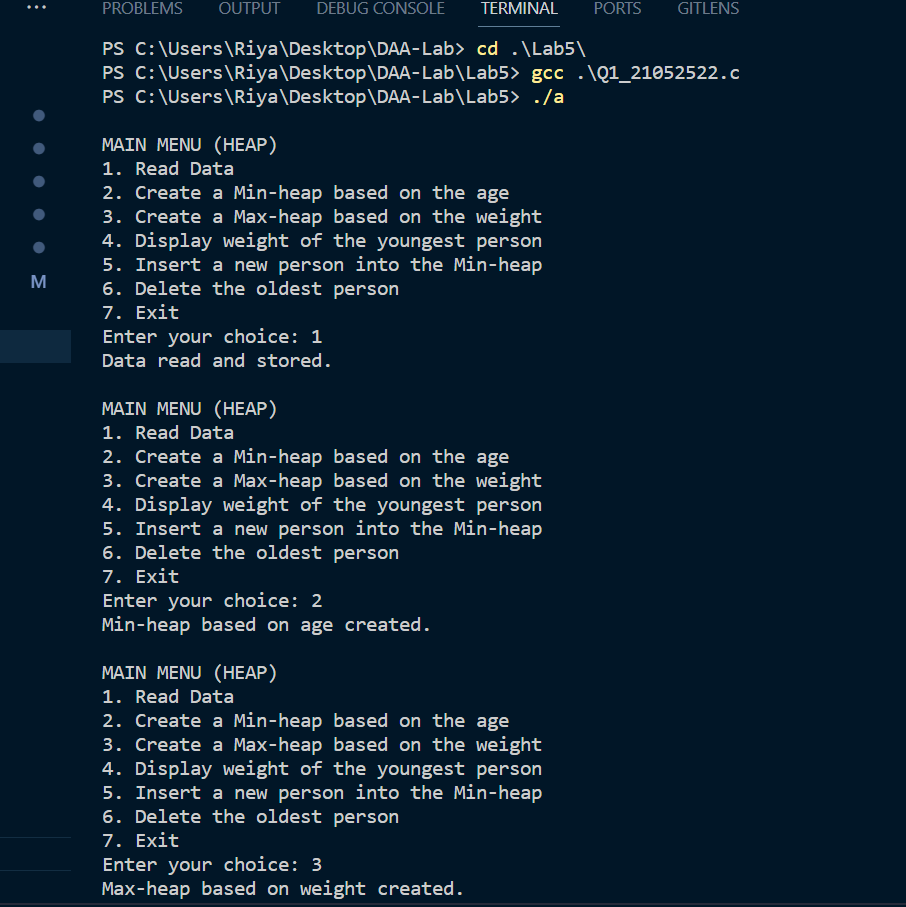 PROBLEMS OUTPUT DEBUG CONSOLE TERMINAL PORTS GITLENS
PS C:\Users\Riya\Desktop\DAA-Lab> cd .\Lab5\
PS C:\Users\Riya\Desktop\DAA-Lab\Lab5> gcc .\Q1_21052522.c
PS C:\Users\Riya\Desktop\DAA-Lab\Lab5> ./a
MAIN MENU (HEAP)
1. Read Data
2. Create a Min-heap based on the age
3. Create a Max-heap based on the weight
4. Display weight of the youngest person
5. Insert a new person into the Min-heap
6. Delete the oldest person
7. Exit
Enter your choice: 1
Data read and stored.
MAIN MENU (HEAP)
1. Read Data
2. Create a Min-heap based on the age
3. Create a Max-heap based on the weight
4. Display weight of the youngest person
5. Insert a new person into the Min-heap
6. Delete the oldest person
7. Exit
Enter your choice: 2
Min-heap based on age created.
MAIN MENU (HEAP)
1. Read Data
2. Create a Min-heap based on the age
3. Create a Max-heap based on the weight
4. Display weight of the youngest person
5. Insert a new person into the Min-heap
6. Delete the oldest person
7. Exit
Enter your choice: 3
Max-heap based on weight created.
M